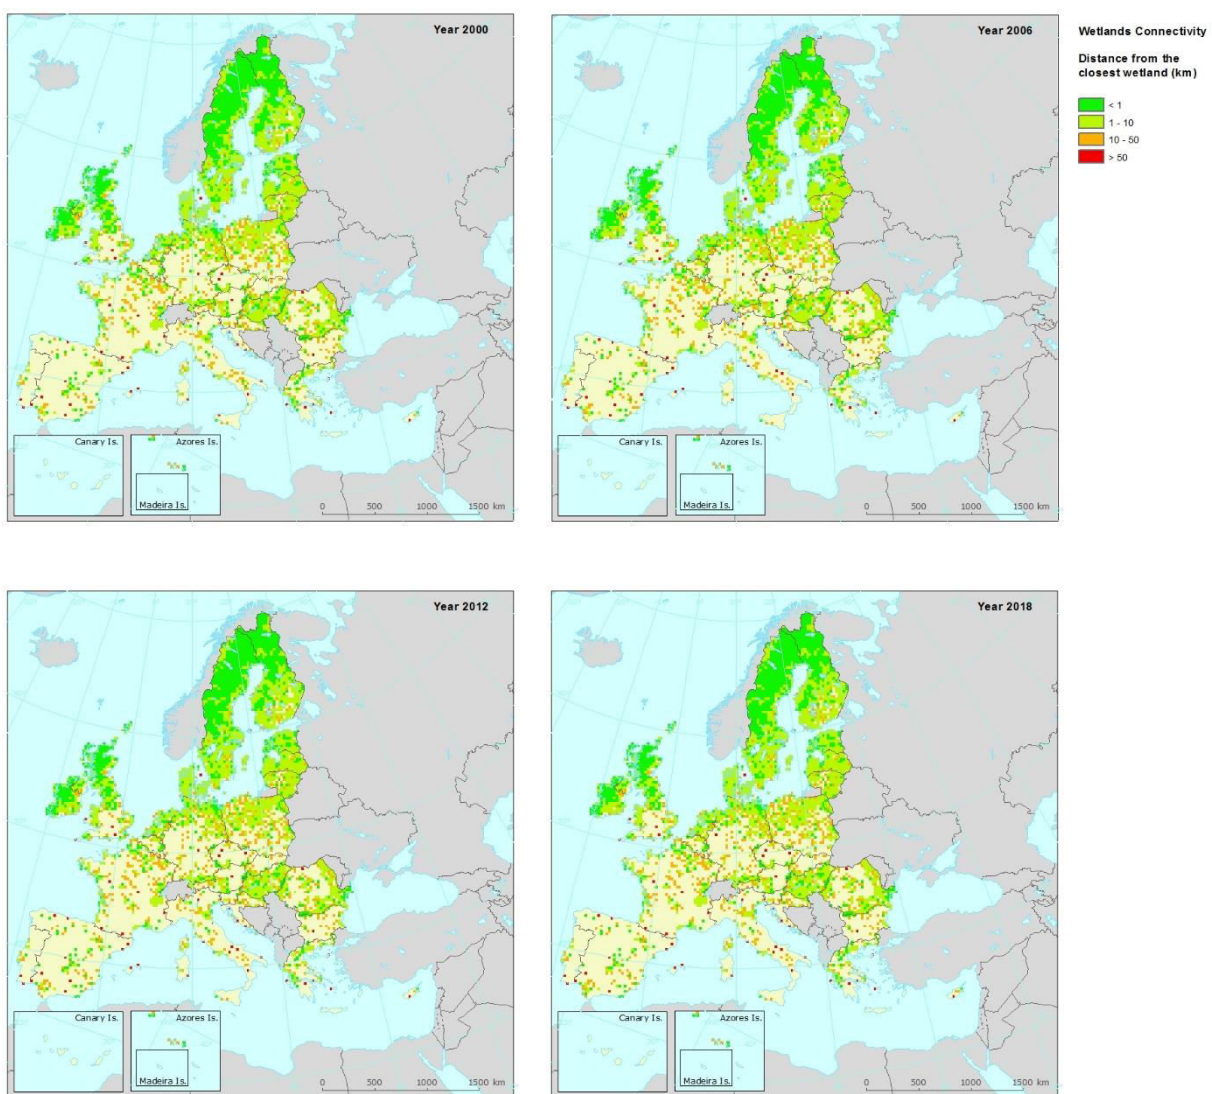 Year 2000
Canary Is.
Azores Is.
Madeira Is.
0 500 1000 1500 km
Year 2006
Canary Is.
Azores Is.
Madeira Is.
0 500 1000 1500 km
Wetlands Connectivity
Distance from the
closest wetland (km)
< 1
1 - 10
10 - 50
> 50
Year 2012
Canary Is.
Azores Is.
Madeira Is.
0 500 1000 1500 km
Year 2018
Canary Is.
Azores Is.
Madeira Is.
0 500 1000 1500 km